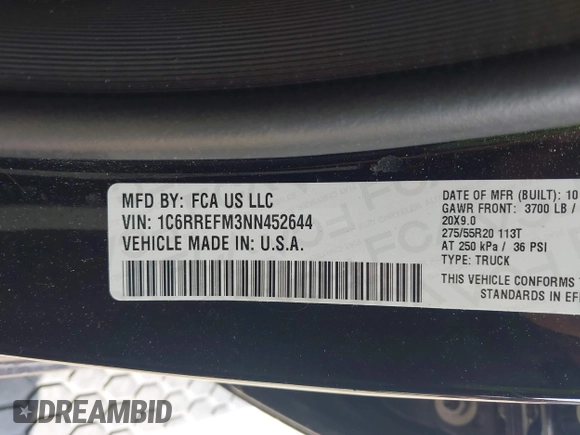 MFD BY: FCA US LLC
VIN: 1C6RREFM3NN452644
VEHICLE MADE IN: U.S.A.
DATE OF MFR (BUILT): 10
GAWR FRONT: 3700 LB /
20X9.0
275/55R20 113T
AT 250 kPa / 36 PSI
TYPE: TRUCK
THIS VEHICLE CONFORMS
STANDARDS IN
DREAMBID